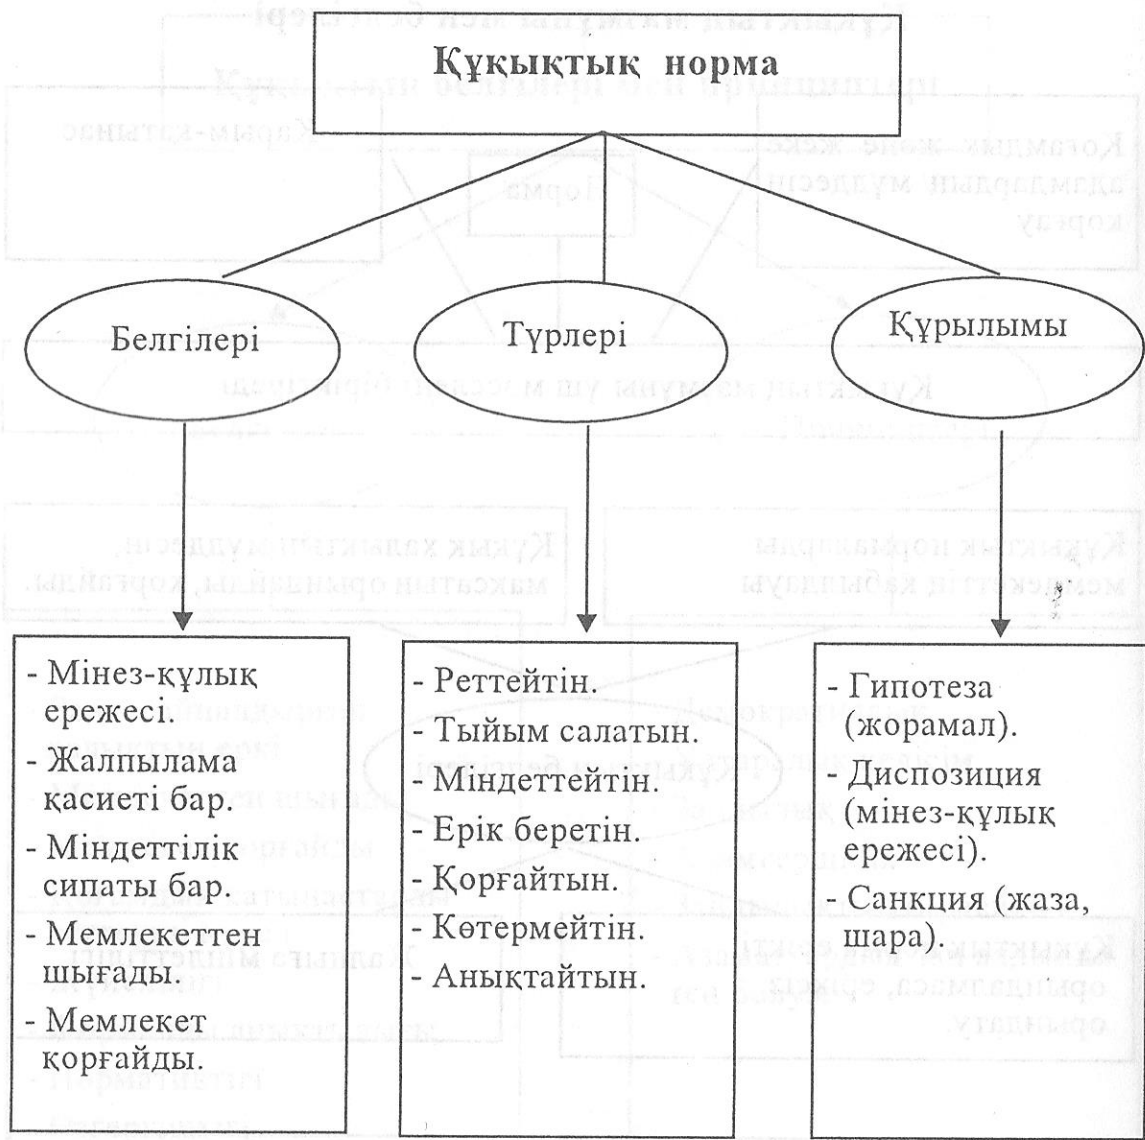 Құқықтық норма
Белгілері
Түрлері
Құрылымы
- Мінез-құлық
ережесі.
- Жалпылама
қасиеті бар.
- Міндеттілік
сипаты бар.
- Мемлекеттен
шығады.
- Мемлекет
қорғайды.
- Реттейтін.
- Тыйым салатын.
- Міндеттейтін.
- Ерік беретін.
- Қорғайтын.
- Көтермейтін.
- Анықтайтын.
- Гипотеза
(жорамал).
- Диспозиция
(мінез-құлық
ережесі).
- Санкция (жаза,
шара).